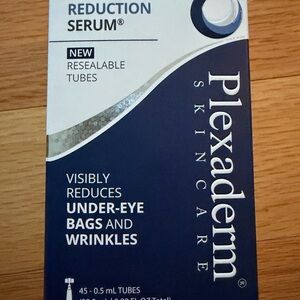 REDUCTION
SERUM®
NEW
RESEALABLE
TUBES
Plexaderm®
SKINCARE
VISIBLY
REDUCES
UNDER-EYE
BAGS AND
WRINKLES
45 - 0.5 mL TUBES